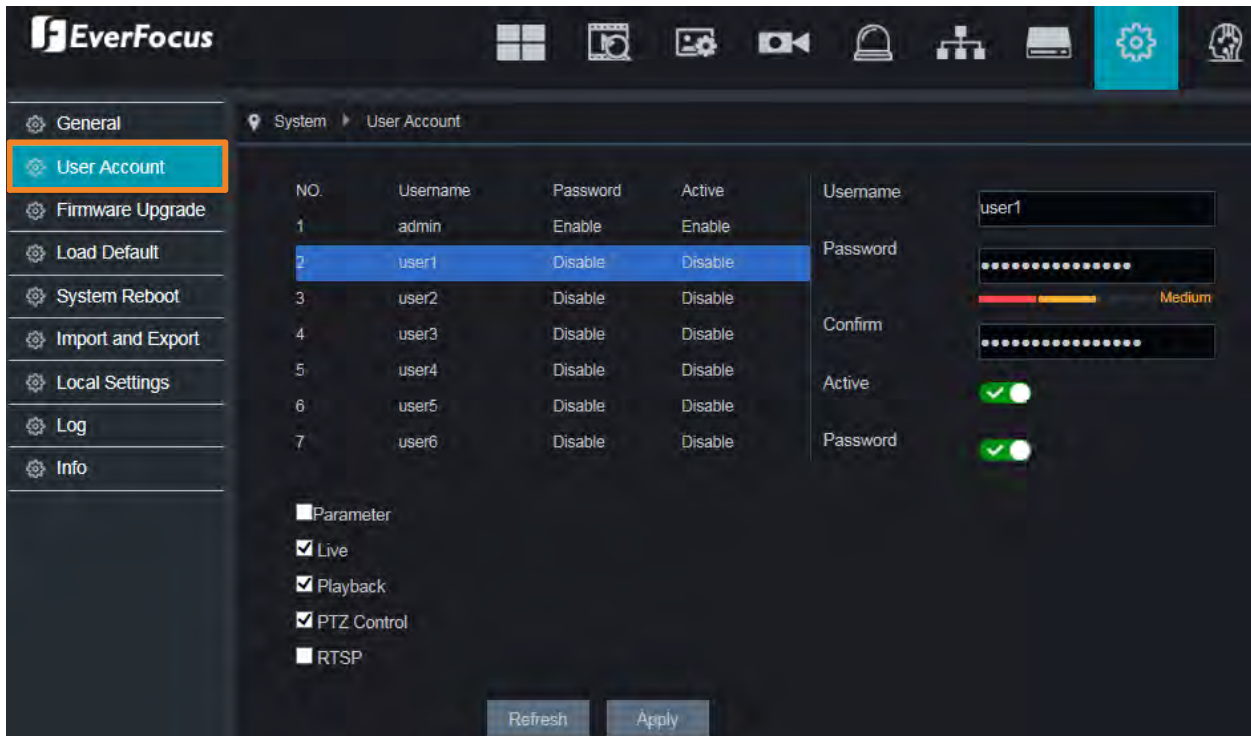 EverFocus
General
User Account
Firmware Upgrade
Load Default
System Reboot
Import and Export
Local Settings
Log
Info
System User Account
NO. Username Password Active
1 admin Enable Enable
2 user1 Disable Disable
3 user2 Disable Disable
4 user3 Disable Disable
5 user4 Disable Disable
6 user5 Disable Disable
7 user6 Disable Disable
Username user1
Password •••••••••••••••
Medium
Confirm ••••••••••••••••
Active
Password
Parameter
Live
Playback
PTZ Control
RTSP
Refresh Apply